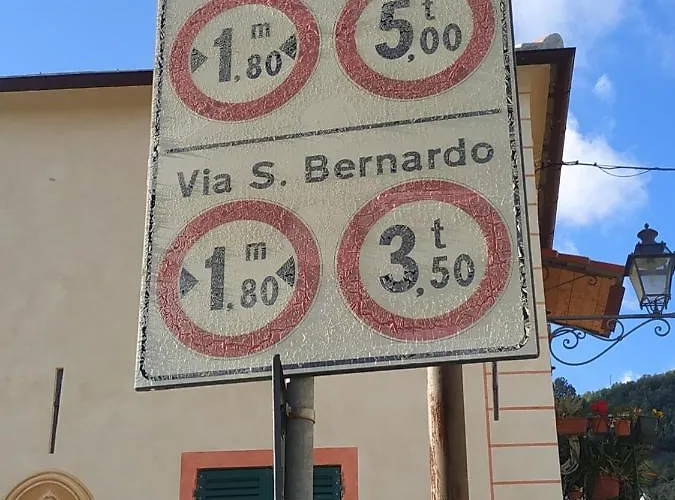 1,80 m 5,00 t
Via S. Bernardo
1,80 m 3,50 t